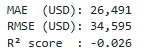 MAE  (USD): 26,491
RMSE (USD): 34,595
R² score  : -0.026